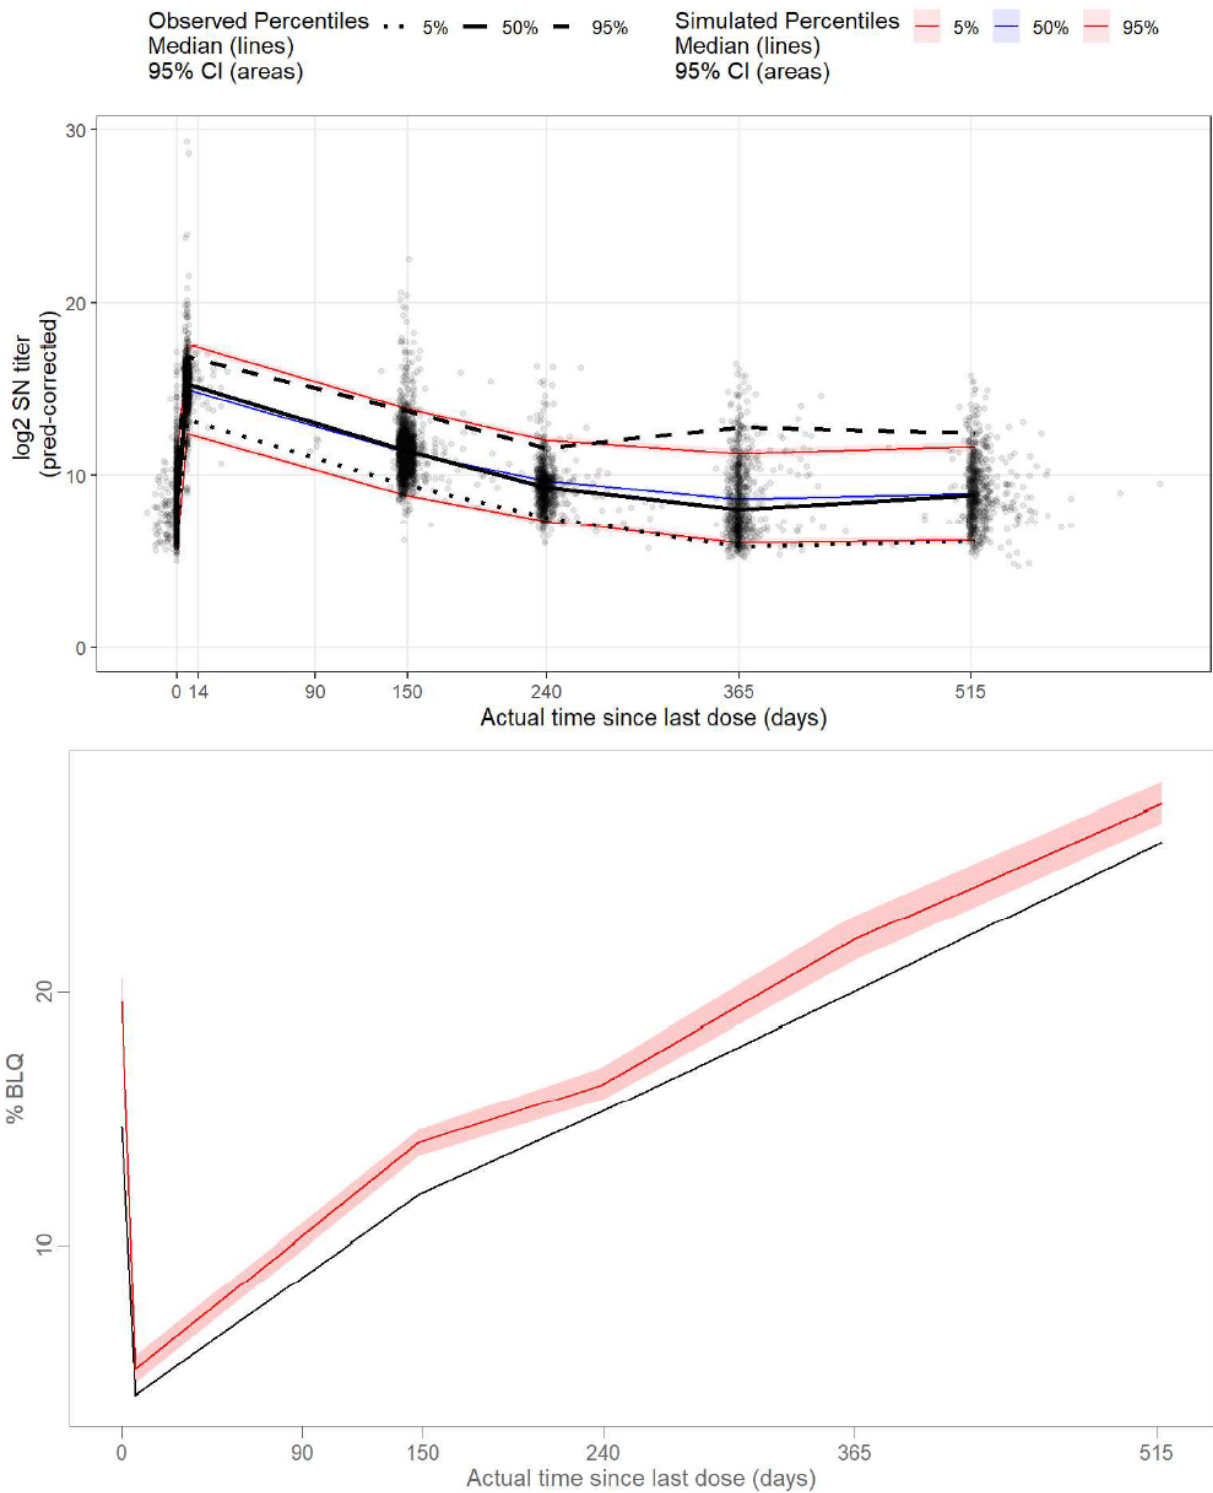 Observed Percentiles 5% 50% 95% Simulated Percentiles 5% 50% 95%
Median (lines) Median (lines)
95% CI (areas) 95% CI (areas)
30
20
10
0
log2 SN titer
(pred-corrected)
0 14 90 150 240 365 515
Actual time since last dose (days)
20
10
% BLQ
0 90 150 240 365 515
Actual time since last dose (days)